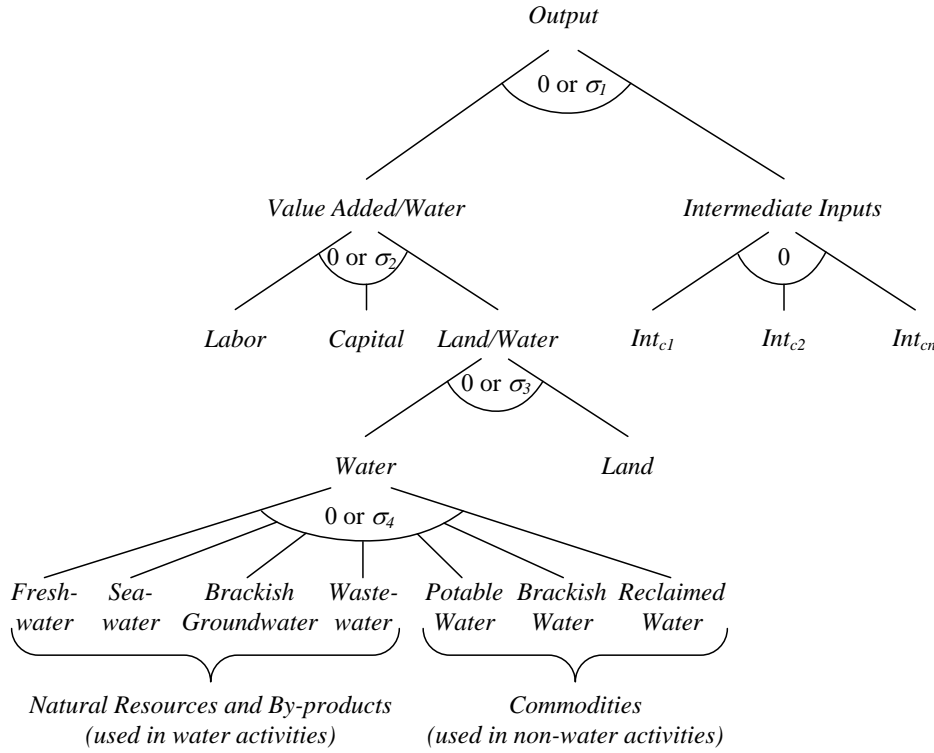 Output
0 or σ1
Value Added/Water Intermediate Inputs
0 or σ2 0
Labor Capital Land/Water Intc1 Intc2 Intcn
0 or σ3
Water Land
0 or σ4
Fresh- Sea- Brackish Waste- Potable Brackish Reclaimed
water water Groundwater water Water Water Water
Natural Resources and By-products Commodities
(used in water activities) (used in non-water activities)